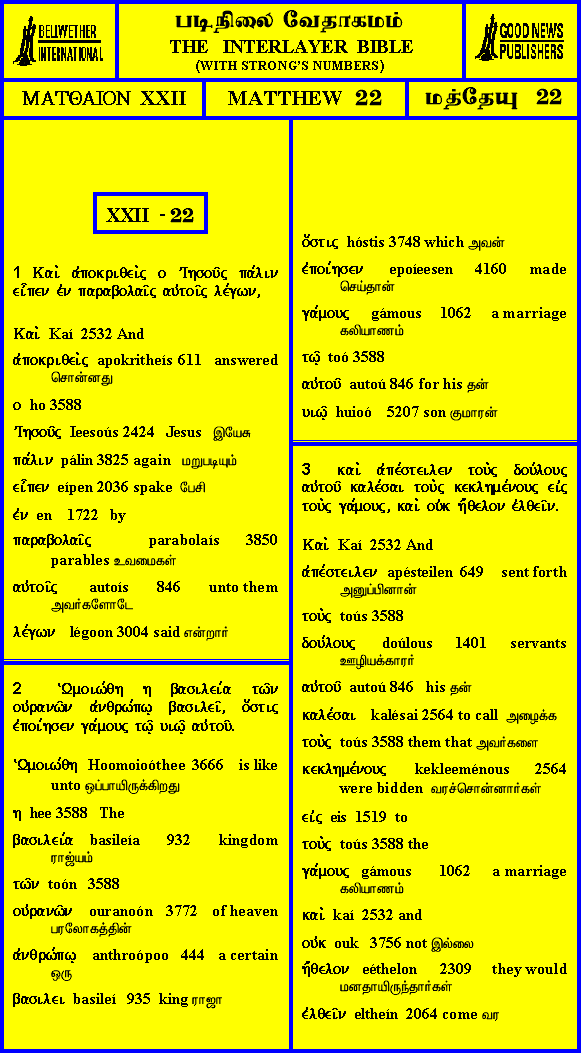 BELLWETHER
INTERNATIONAL
படிநிலை வேதாகமம்
THE INTERLAYER BIBLE
(WITH STRONG'S NUMBERS)
GOOD NEWS
PUBLISHERS
ΜΑΤΘΑΙΟΝ XXII
MATTHEW 22
மத்தேயு 22
XXII - 22
1 Καὶ ἀποκριθεὶς ο Ἰησοῦς πάλιν
εἶπεν ἐν παραβολαῖς αὐτοῖς λέγων,
Καὶ Kaí 2532 And
ἀποκριθεὶς apokritheís 611 answered
சொன்னது
ο ho 3588
Ἰησοῦς Ieesoús 2424 Jesus இயேசு
πάλιν pálin 3825 again மறுபடியும்
εἶπεν eípen 2036 spake பேசி
ἐν en 1722 by
παραβολαῖς parabolaís 3850
parables உவமைகள்
αὐτοῖς autoís 846 unto them
அவர்களோடே
λέγων légoon 3004 said என்றார்
2 Ὡμοιώθη η βασιλεία τῶν
οὐρανῶν ἀνθρώπῳ βασιλεῖ, ὅστις
ἐποίησεν γάμους τῷ υιῷ αὐτοῦ.
Ὡμοιώθη Hoomoioóthee 3666 is like
unto ஒப்பாயிருக்கிறது
η hee 3588 The
βασιλεία basileía 932 kingdom
ராஜ்யம்
τῶν toón 3588
οὐρανῶν ouranoón 3772 of heaven
பரலோகத்தின்
ἀνθρώπῳ anthroópoo 444 a certain
ஒரு
βασιλει basileí 935 king ராஜா
ὅστις hóstis 3748 which அவன்
ἐποίησεν epoíeesen 4160 made
செய்தான்
γάμους gámous 1062 a marriage
கலியாணம்
τῷ toó 3588
αὐτοῦ autoú 846 for his தன்
υιῷ huioó 5207 son குமாரன்
3 καὶ ἀπέστειλεν τοὺς δούλους
αὐτοῦ καλέσαι τοὺς κεκλημένους εἰς
τοὺς γάμους, καὶ οὐκ ἤθελον ἐλθεῖν.
Καὶ Kaí 2532 And
ἀπέστειλεν apésteilen 649 sent forth
அனுப்பினான்
τοὺς toús 3588
δούλους doúlous 1401 servants
ஊழியக்காரர்
αὐτοῦ autoú 846 his தன்
καλέσαι kalésai 2564 to call அழைக்க
τοὺς toús 3588 them that அவர்களை
κεκλημένους kekleeménous 2564
were bidden வரச்சொன்னார்கள்
εἰς eis 1519 to
τοὺς toús 3588 the
γάμους gámous 1062 a marriage
கலியாணம்
καὶ kaí 2532 and
οὐκ ouk 3756 not இல்லை
ἤθελον eéthelon 2309 they would
மனதாயிருந்தார்கள்
ἐλθεῖν eltheín 2064 come வர